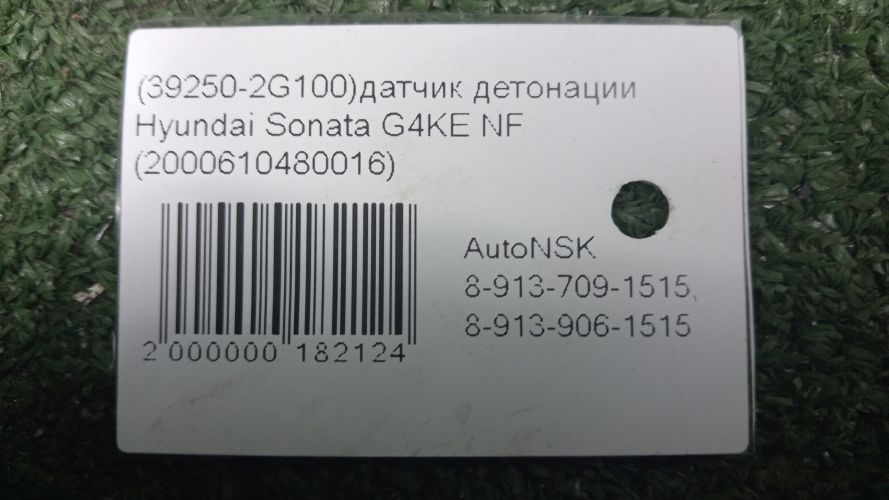 (39250-2G100)датчик детонации
Hyundai Sonata G4KE NF
(2000610480016)
2 000000 182124
AutoNSK
8-913-709-1515,
8-913-906-1515